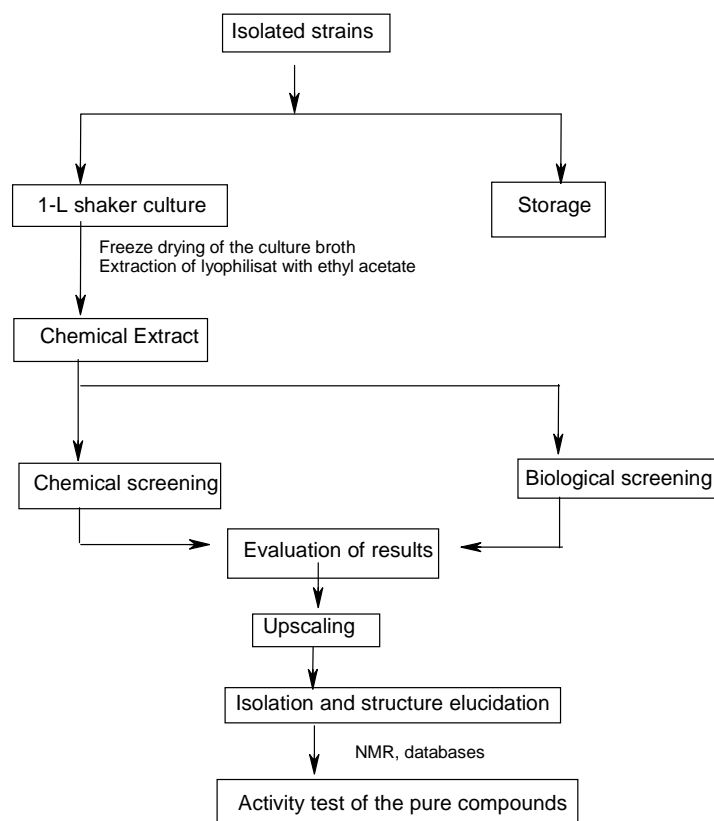 Isolated strains
1-L shaker culture
Storage
Freeze drying of the culture broth
Extraction of lyophilisat with ethyl acetate
Chemical Extract
Chemical screening
Biological screening
Evaluation of results
Upscaling
Isolation and structure elucidation
NMR, databases
Activity test of the pure compounds